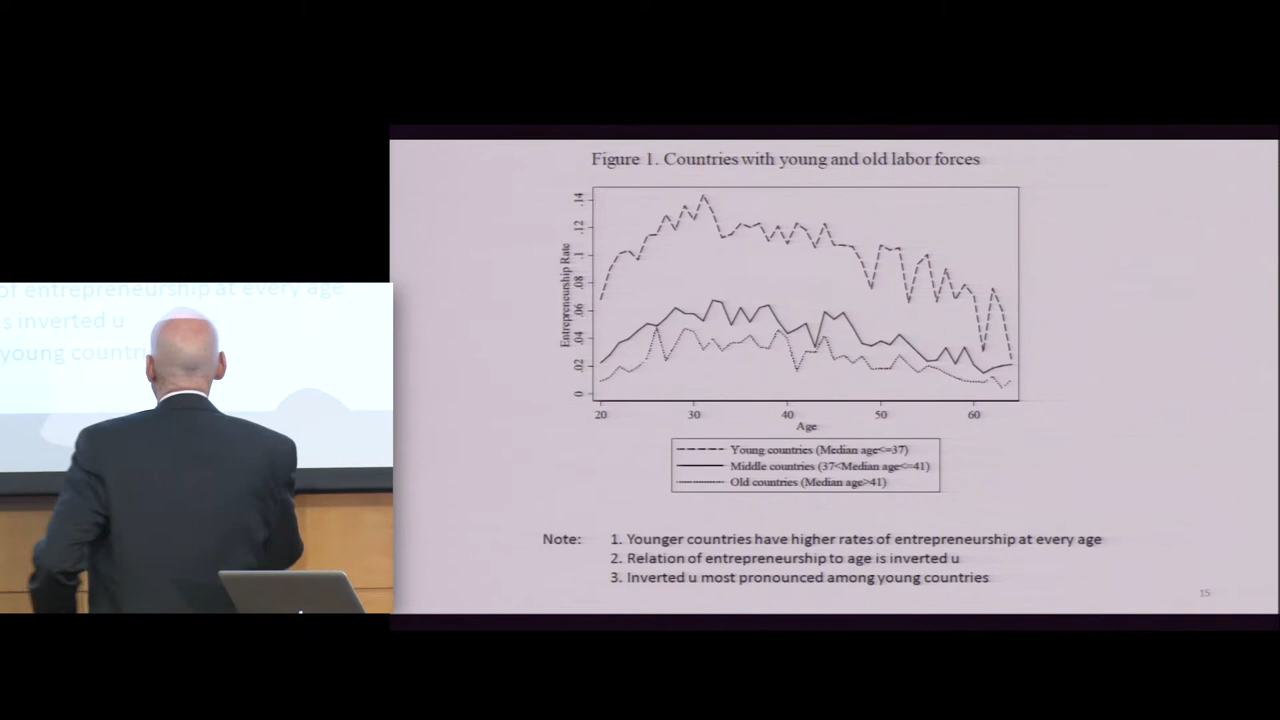 of entrepreneurship at every age
s inverted u
young countr
Figure 1. Countries with young and old labor forces
Entrepreneurship Rate
.14
.12
.1
.08
.06
.04
.02
0
20 30 40 50 60
Age
Young countries (Median age<=37)
Middle countries (37<Median age<=41)
Old countries (Median age>41)
Note: 1. Younger countries have higher rates of entrepreneurship at every age
2. Relation of entrepreneurship to age is inverted u
3. Inverted u most pronounced among young countries
15